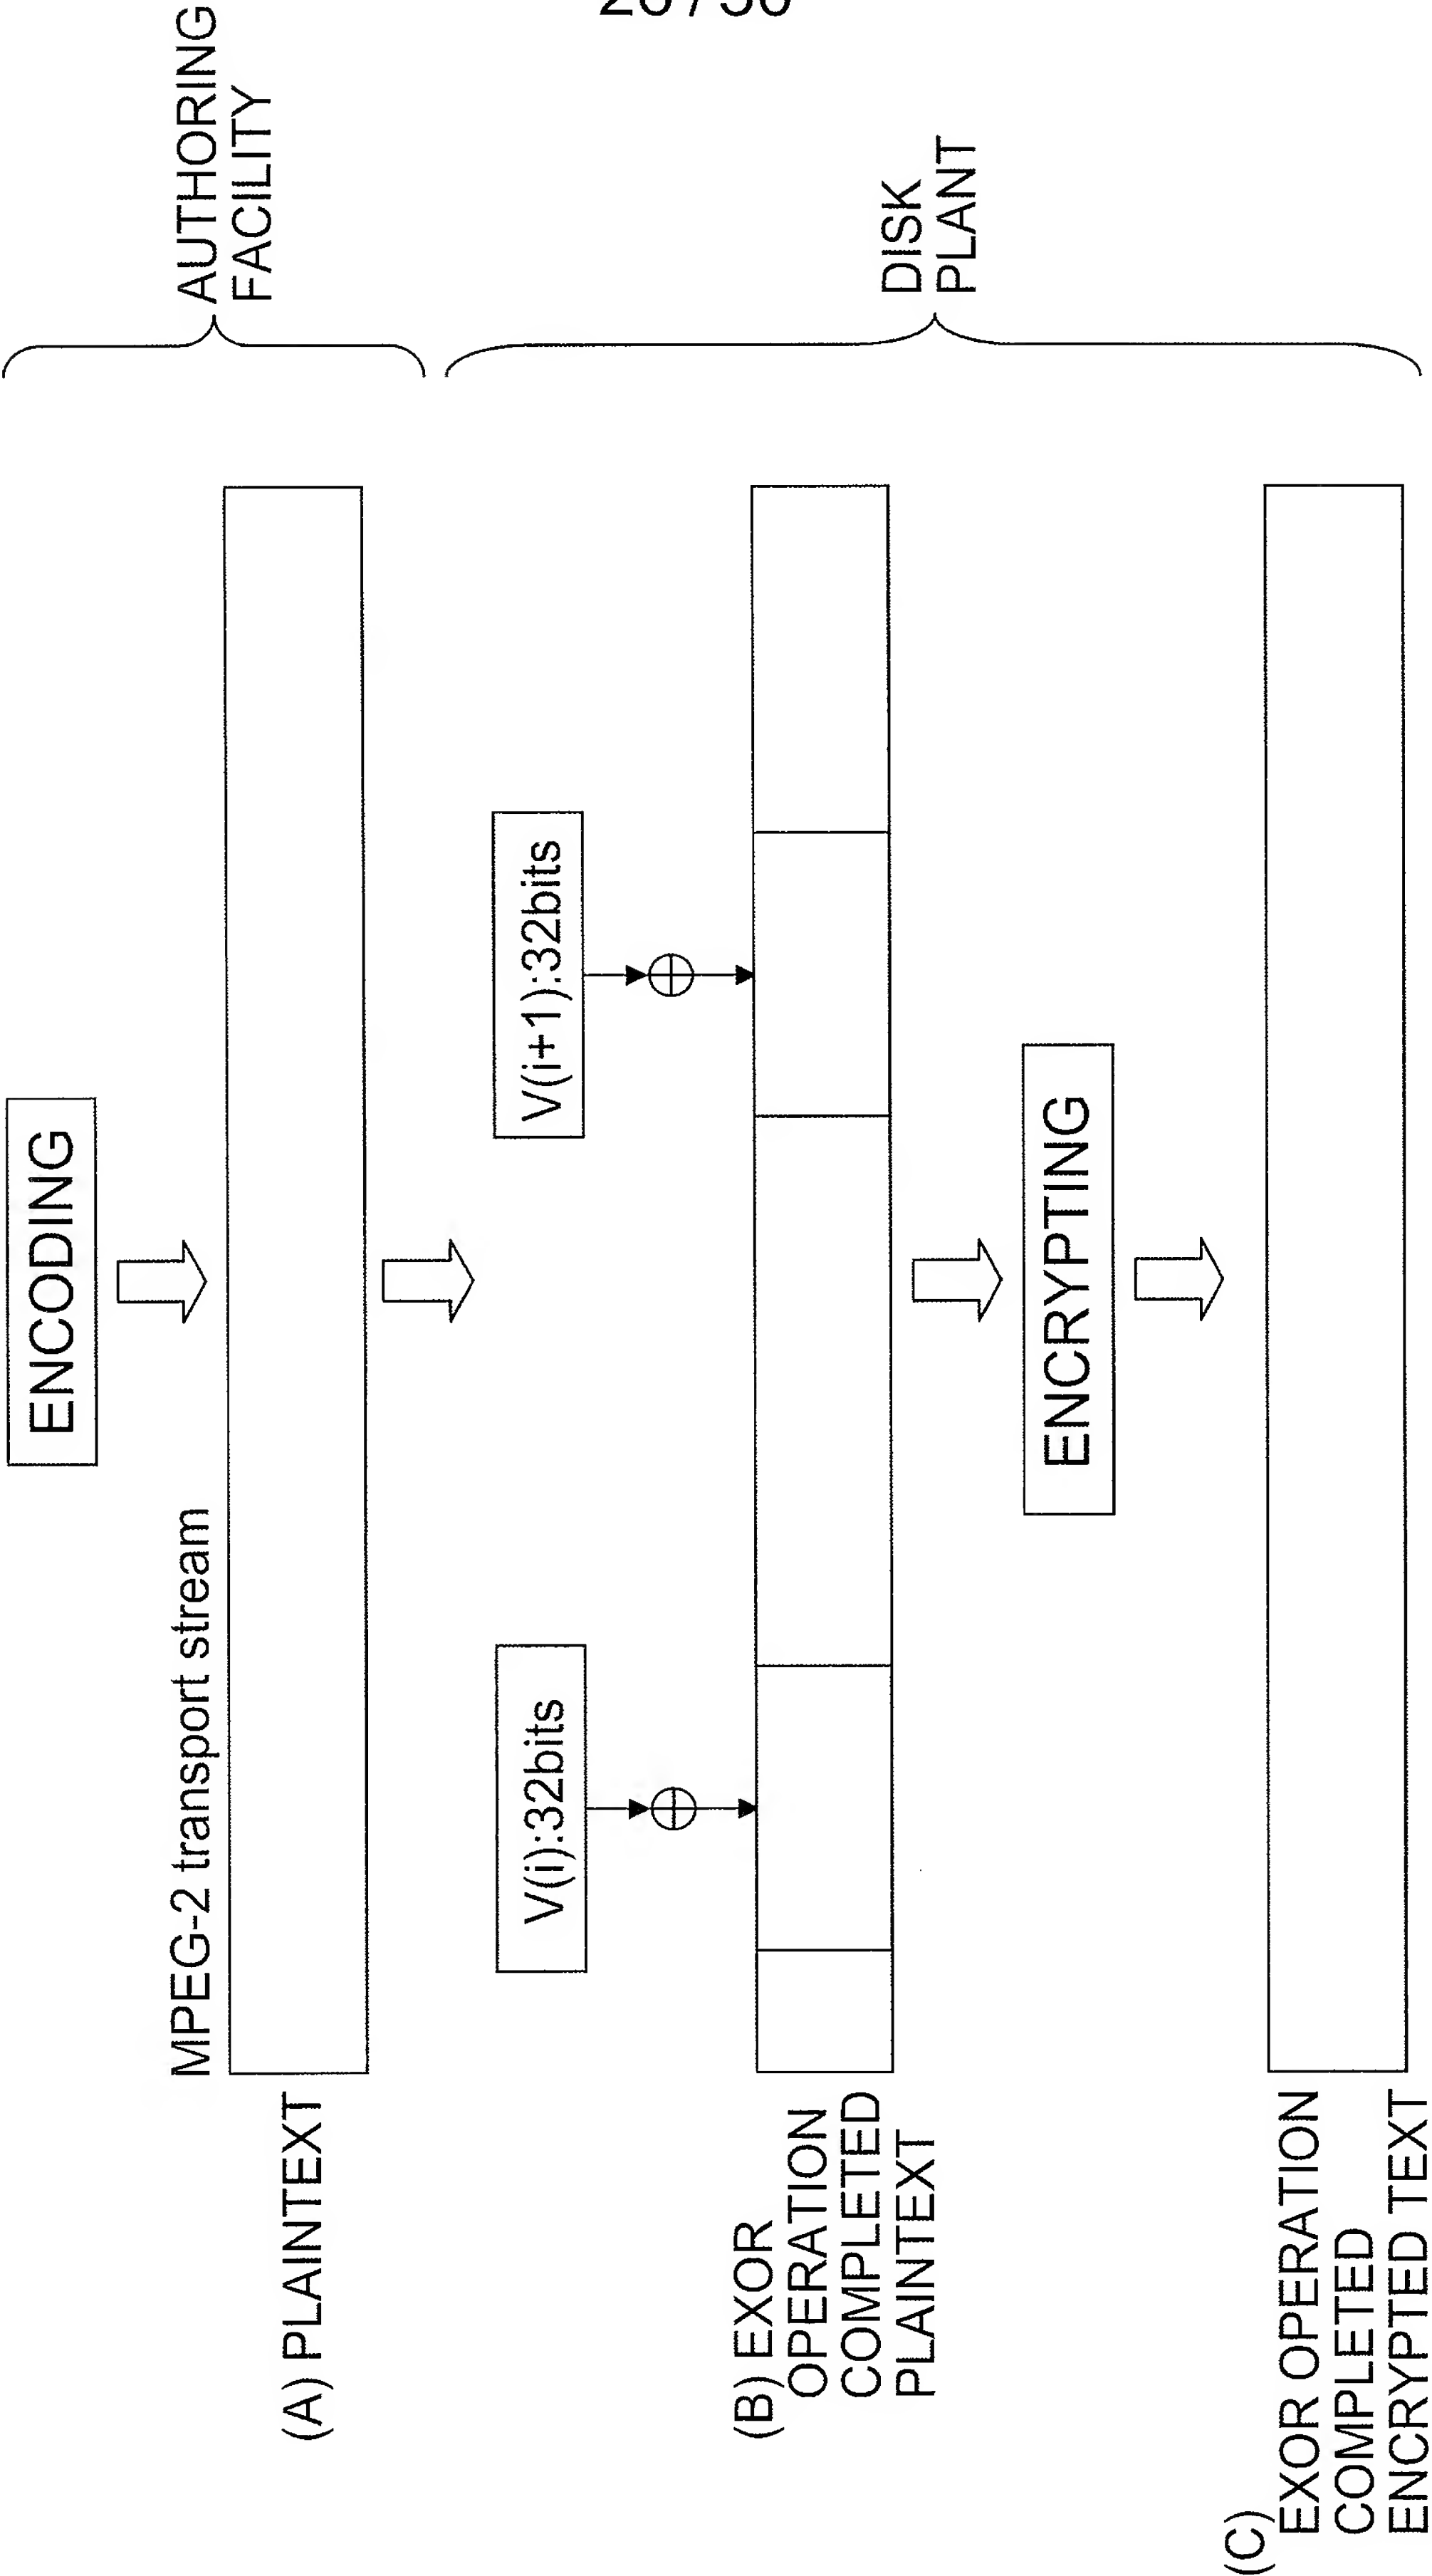 ENCODING
AUTHORING
FACILITY
MPEG-2 transport stream
(A) PLAINTEXT
V(i):32bits
V(i+1):32bits
DISK
PLANT
(B) EXOR
OPERATION
COMPLETED
PLAINTEXT
ENCRYPTING
(C)
EXOR OPERATION
COMPLETED
ENCRYPTED TEXT